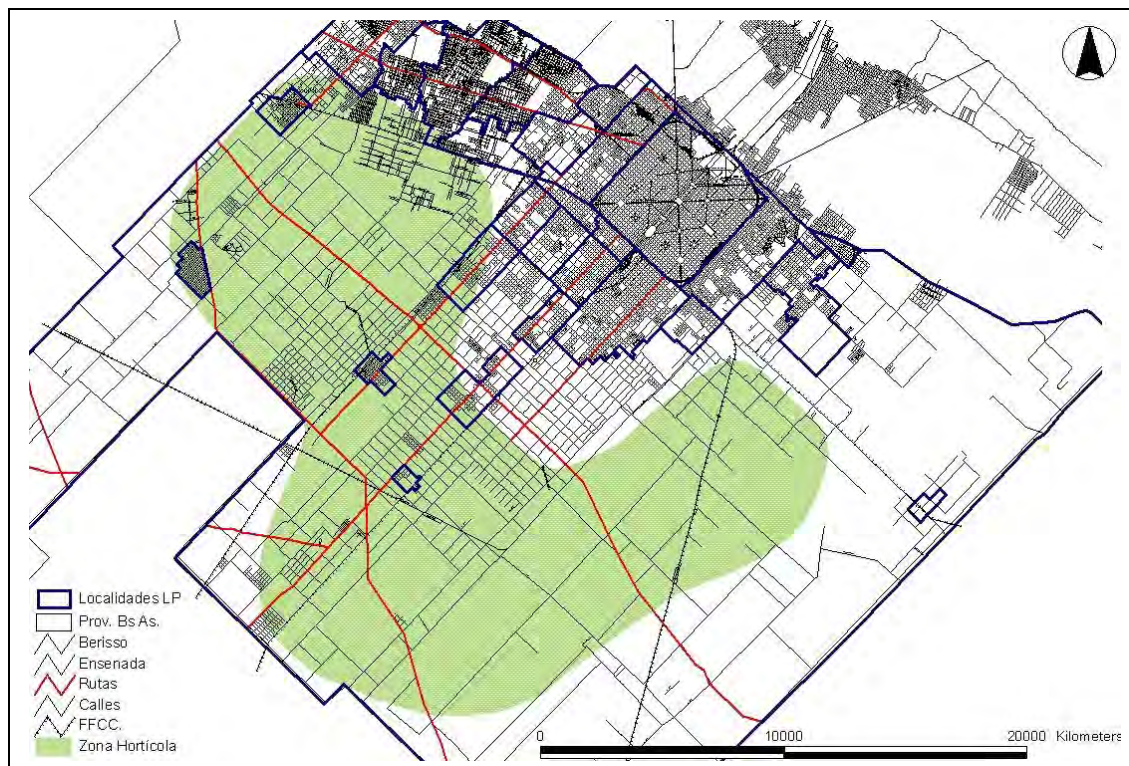 Localidades LP
Prov. Bs As.
Berisso
Ensenada
Rutas
Calles
FFCC.
Zona Hortícola
0 10000 20000 Kilometers